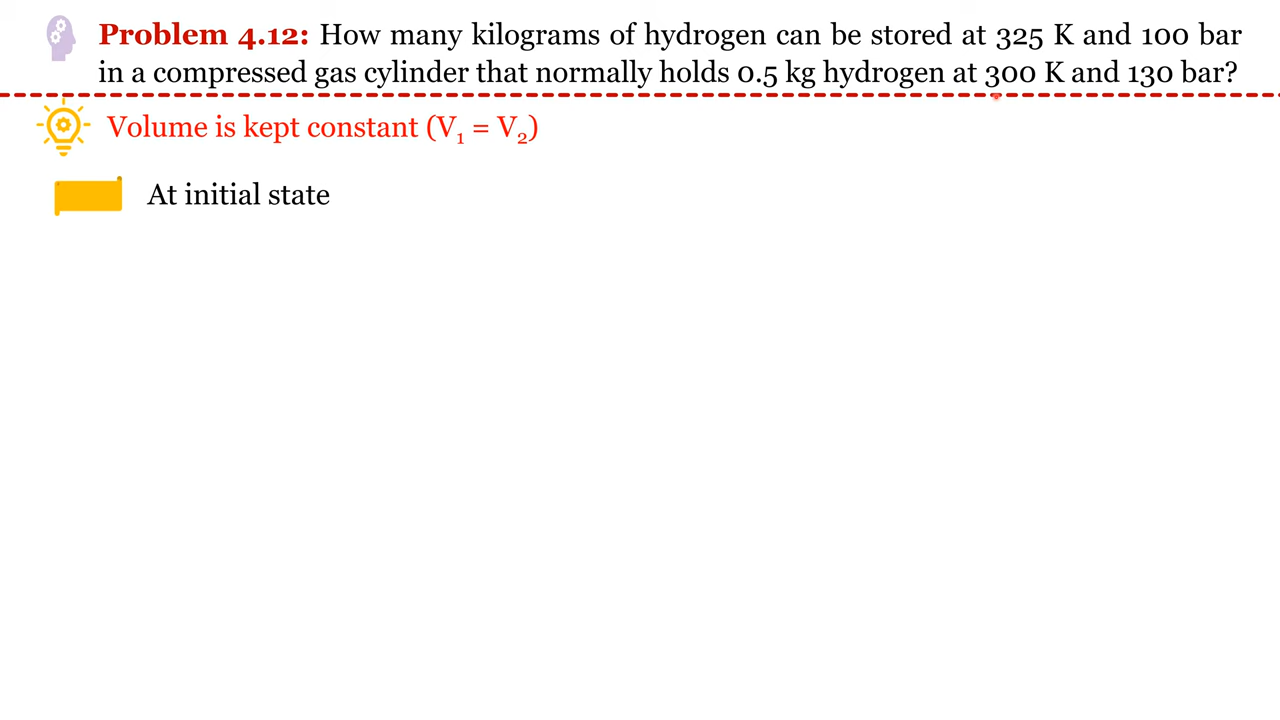 Problem 4.12: How many kilograms of hydrogen can be stored at 325 K and 100 bar
in a compressed gas cylinder that normally holds 0.5 kg hydrogen at 300 K and 130 bar?
Volume is kept constant (V₁ = V₂)
At initial state